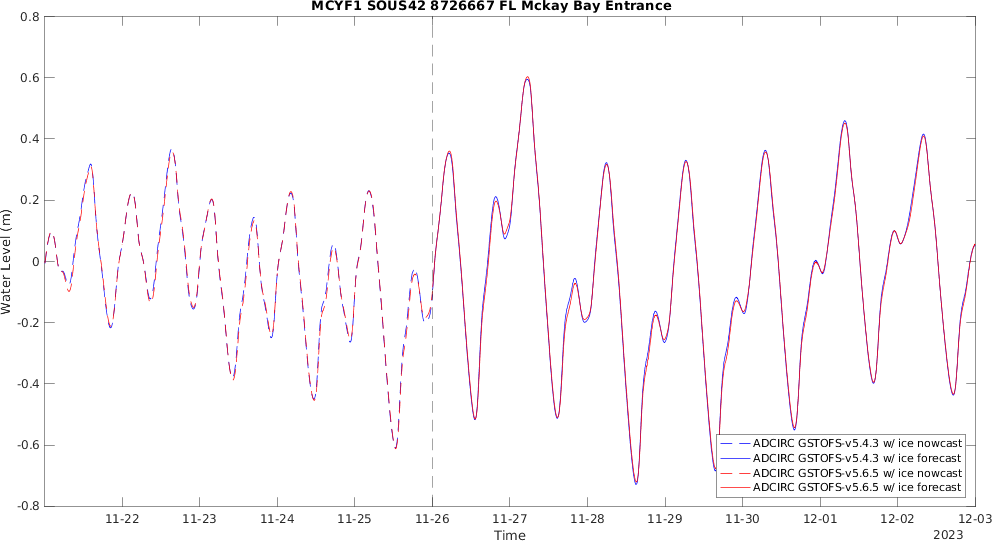 MCYF1 SOUS42 8726667 FL Mckay Bay Entrance
0.8
0.6
0.4
0.2
0
-0.2
-0.4
-0.6
-0.8
Water Level (m)
ADCIRC GSTOFS-v5.4.3 w/ ice nowcast
ADCIRC GSTOFS-v5.4.3 w/ ice forecast
ADCIRC GSTOFS-v5.6.5 w/ ice nowcast
ADCIRC GSTOFS-v5.6.5 w/ ice forecast
11-22 11-23 11-24 11-25 11-26 11-27 11-28 11-29 11-30 12-01 12-02 12-03
Time
2023